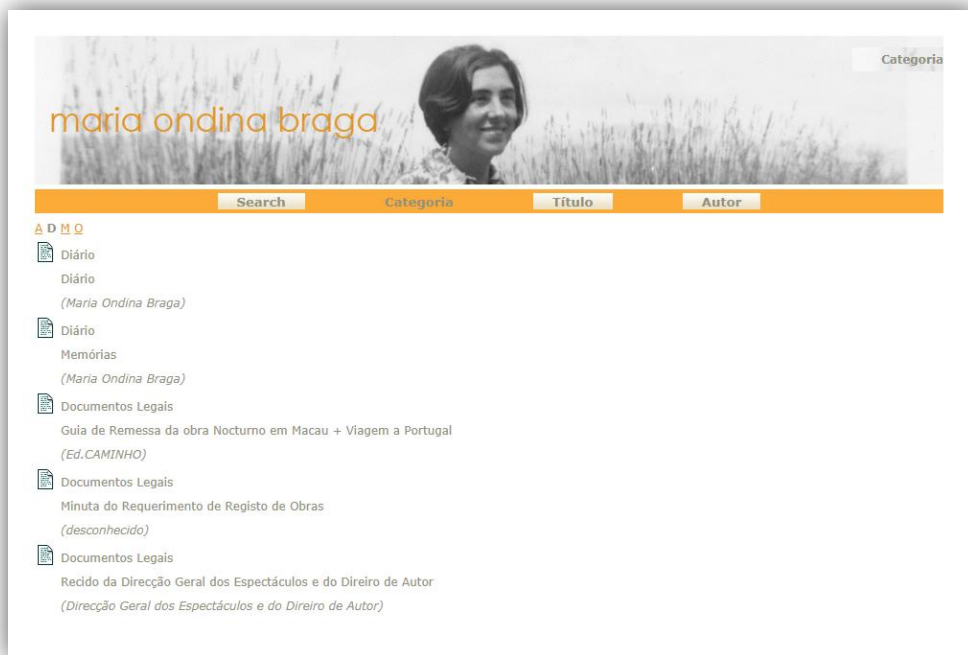 Categoria
maria ondina braga
Search Categoria Título Autor
A D M O
Diário
Diário
(Maria Ondina Braga)
Diário
Memórias
(Maria Ondina Braga)
Documentos Legais
Guia de Remessa da obra Nocturno em Macau + Viagem a Portugal
(Ed.CAMINHO)
Documentos Legais
Minuta do Requerimento de Registo de Obras
(desconhecido)
Documentos Legais
Recido da Direcção Geral dos Espectáculos e do Direiro de Autor
(Direcção Geral dos Espectáculos e do Direiro de Autor)